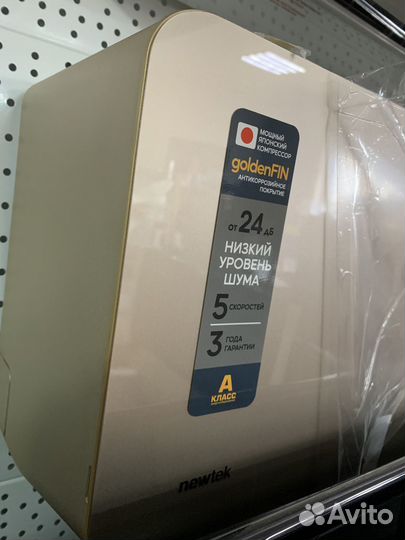 МОЩНЫЙ
ЯПОНСКИЙ
КОМПРЕССОР
goldenFIN
АНТИКОРРОЗИЙНОЕ
ПОКРЫТИЕ
от 24 дБ
НИЗКИЙ
УРОВЕНЬ
ШУМА
5 СКОРОСТЕЙ
3 ГОДА
ГАРАНТИИ
A
КЛАСС
newtek
Avito